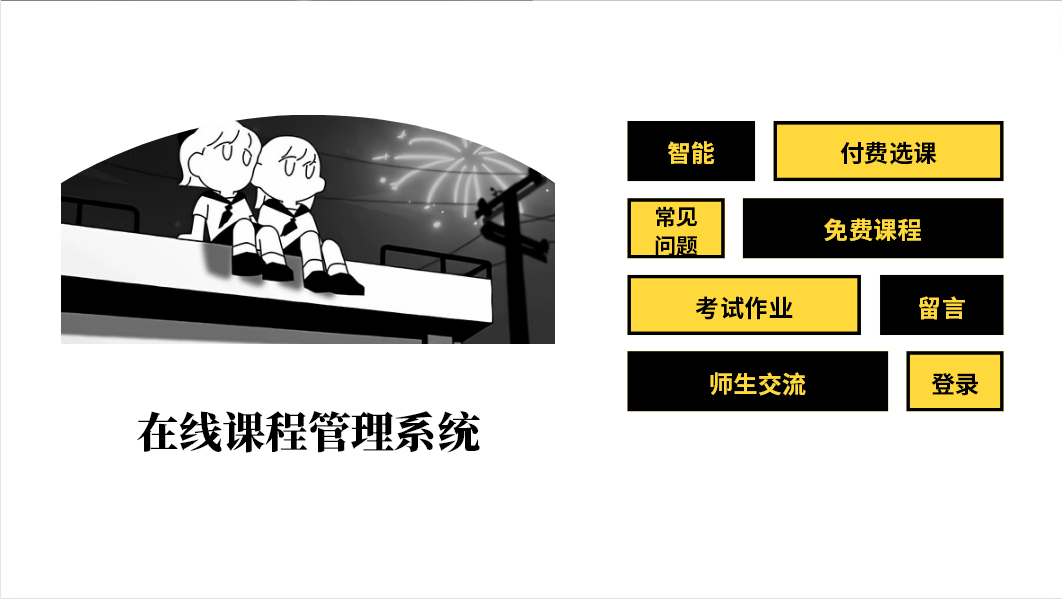 智能
付费选课
常见
问题
免费课程
考试作业
留言
师生交流
登录
在线课程管理系统